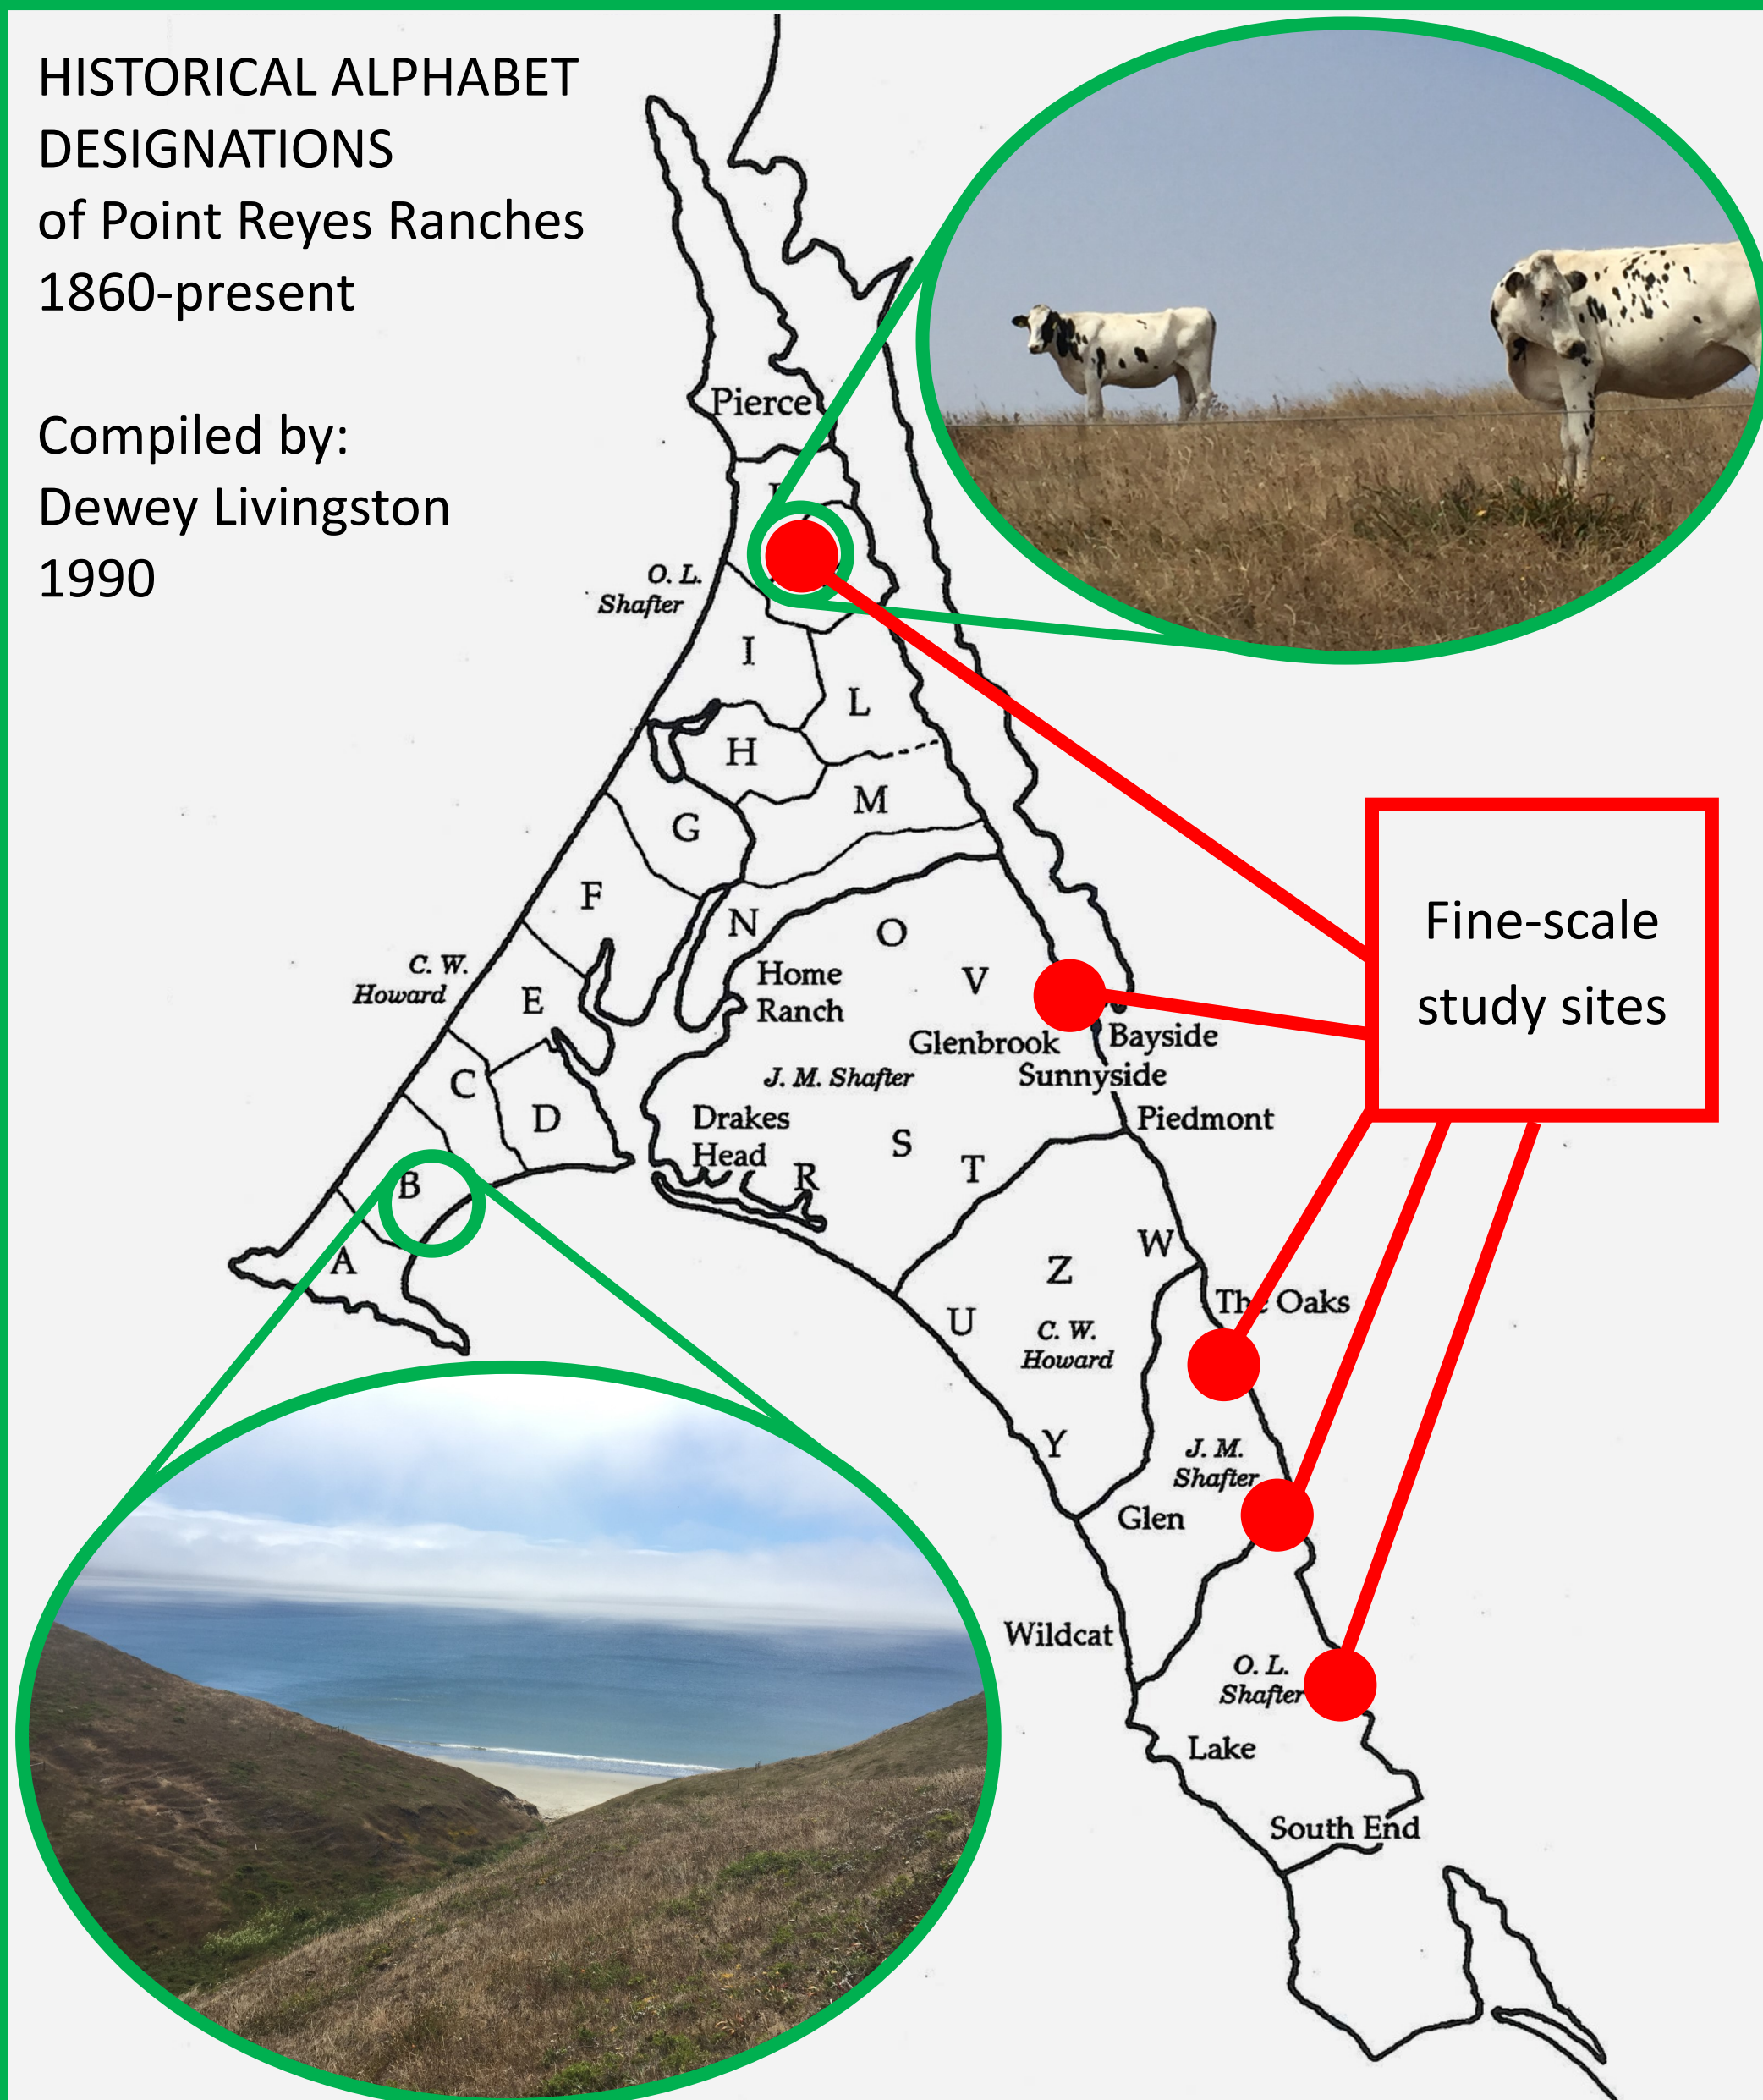 HISTORICAL ALPHABET
DESIGNATIONS
of Point Reyes Ranches
1860-present
Compiled by:
Dewey Livingston
1990
Pierce
O. L.
Shafter
I
L
H
M
G
F
N
O
C. W.
Howard
Home
Ranch
V
E
Glenbrook
Bayside
Sunnyside
J. M. Shafter
C
D
Drakes
Head
Piedmont
S
T
R
B
A
W
Z
The Oaks
U
C. W.
Howard
Y
J. M.
Shafter
Glen
Wildcat
O. L.
Shafter
Lake
South End
Fine-scale
study sites